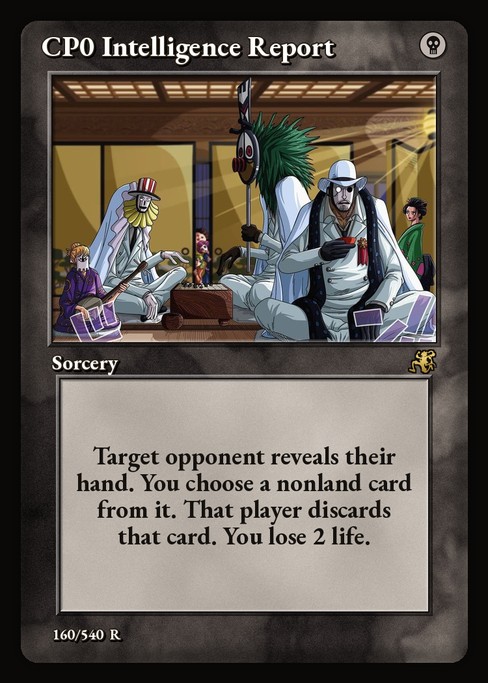 CP0 Intelligence Report
Sorcery
Target opponent reveals their
hand. You choose a nonland card
from it. That player discards
that card. You lose 2 life.
160/540 R